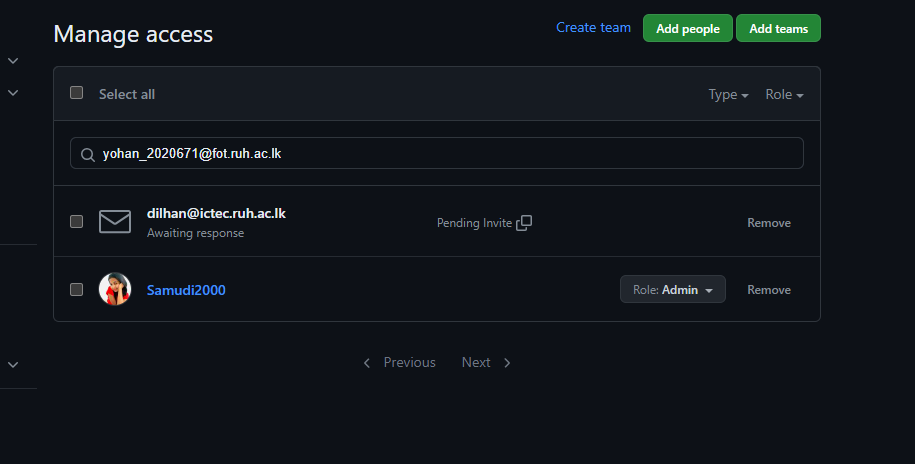 Manage access
Create team
Add people
Add teams
Select all
Type
Role
yohan_2020671@fot.ruh.ac.lk
dilhan@ictec.ruh.ac.lk
Awaiting response
Pending Invite
Remove
Samudi2000
Role: Admin
Remove
Previous
Next